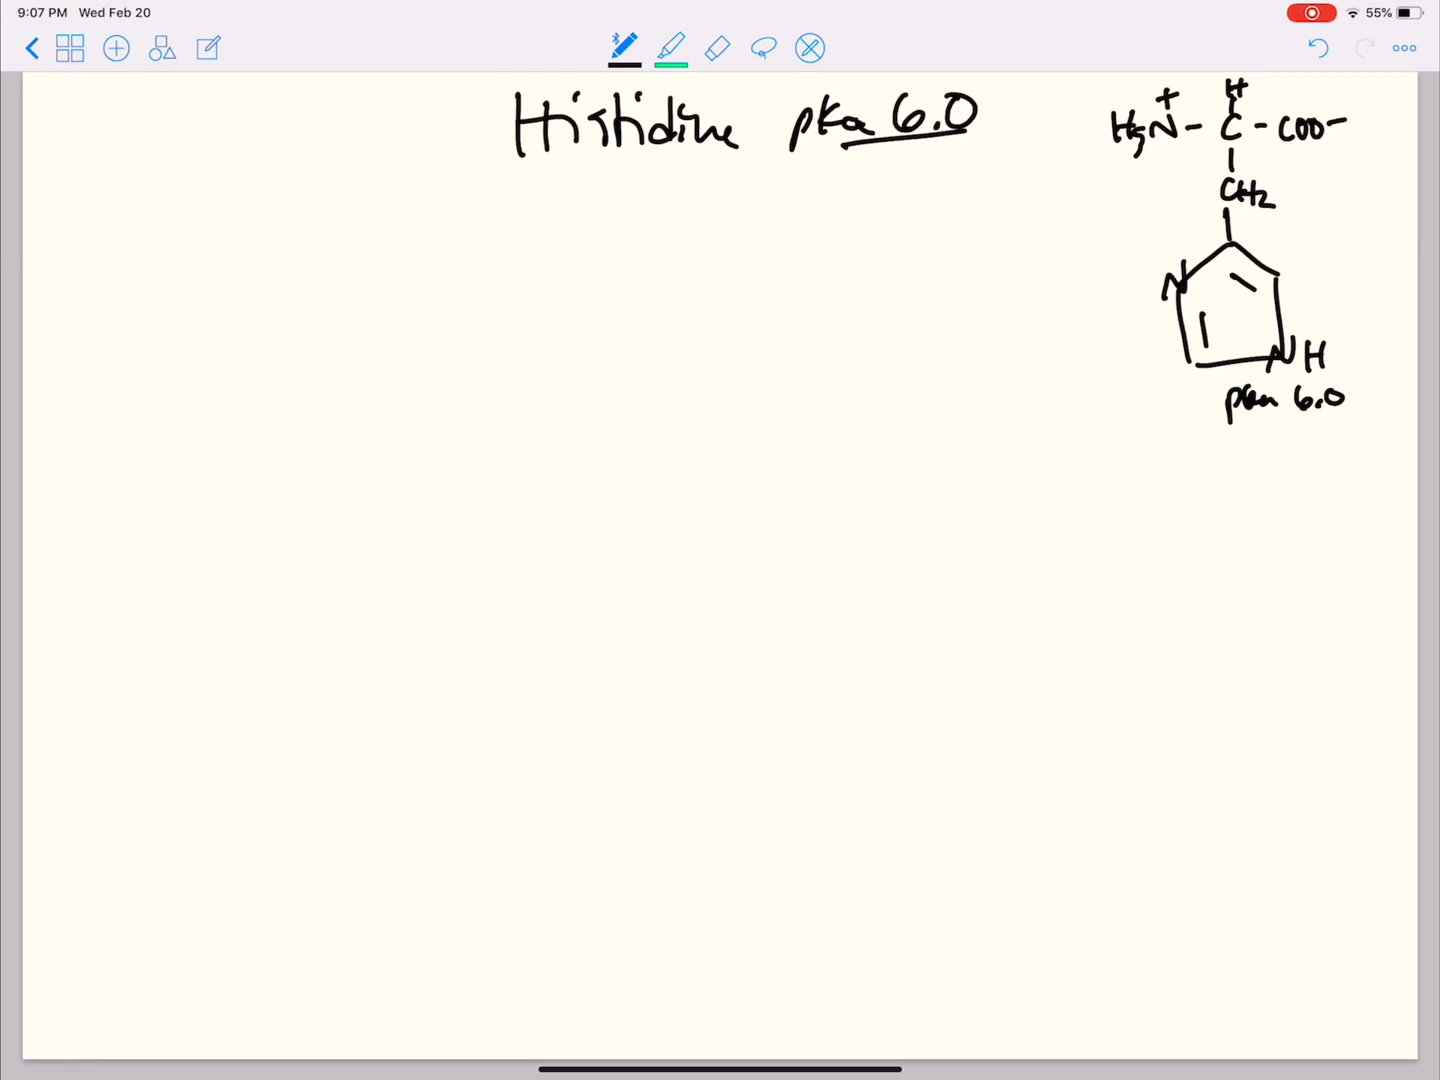 9:07 PM Wed Feb 20
55%
Histidine pka 6.0
H
H3N+ - C - COO-
CH2
N
NH
pka 6.0